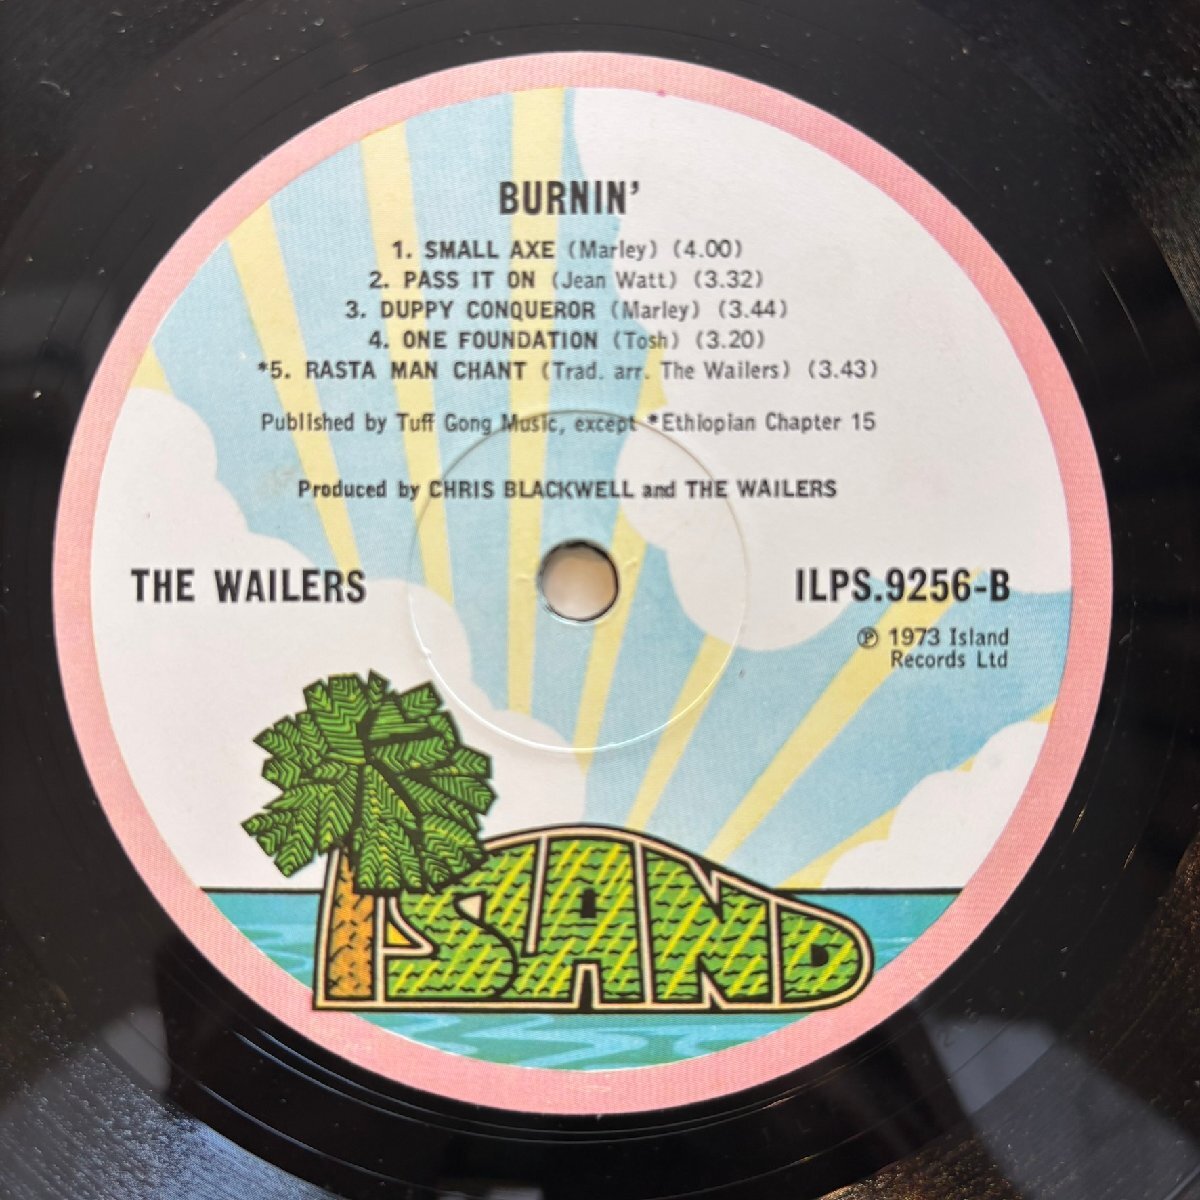 BURNIN'
1. SMALL AXE (Marley) (4.00)
2. PASS IT ON (Jean Watt) (3.32)
3. DUPPY CONQUEROR (Marley) (3.44)
4. ONE FOUNDATION (Tosh) (3.20)
*5. RASTA MAN CHANT (Trad. arr. The Wailers) (3.43)
Published by Tuff Gong Music, except *Ethiopian Chapter 15
Produced by CHRIS BLACKWELL and THE WAILERS
THE WAILERS
ILPS.9256-B
℗ 1973 Island
Records Ltd
ISLAND